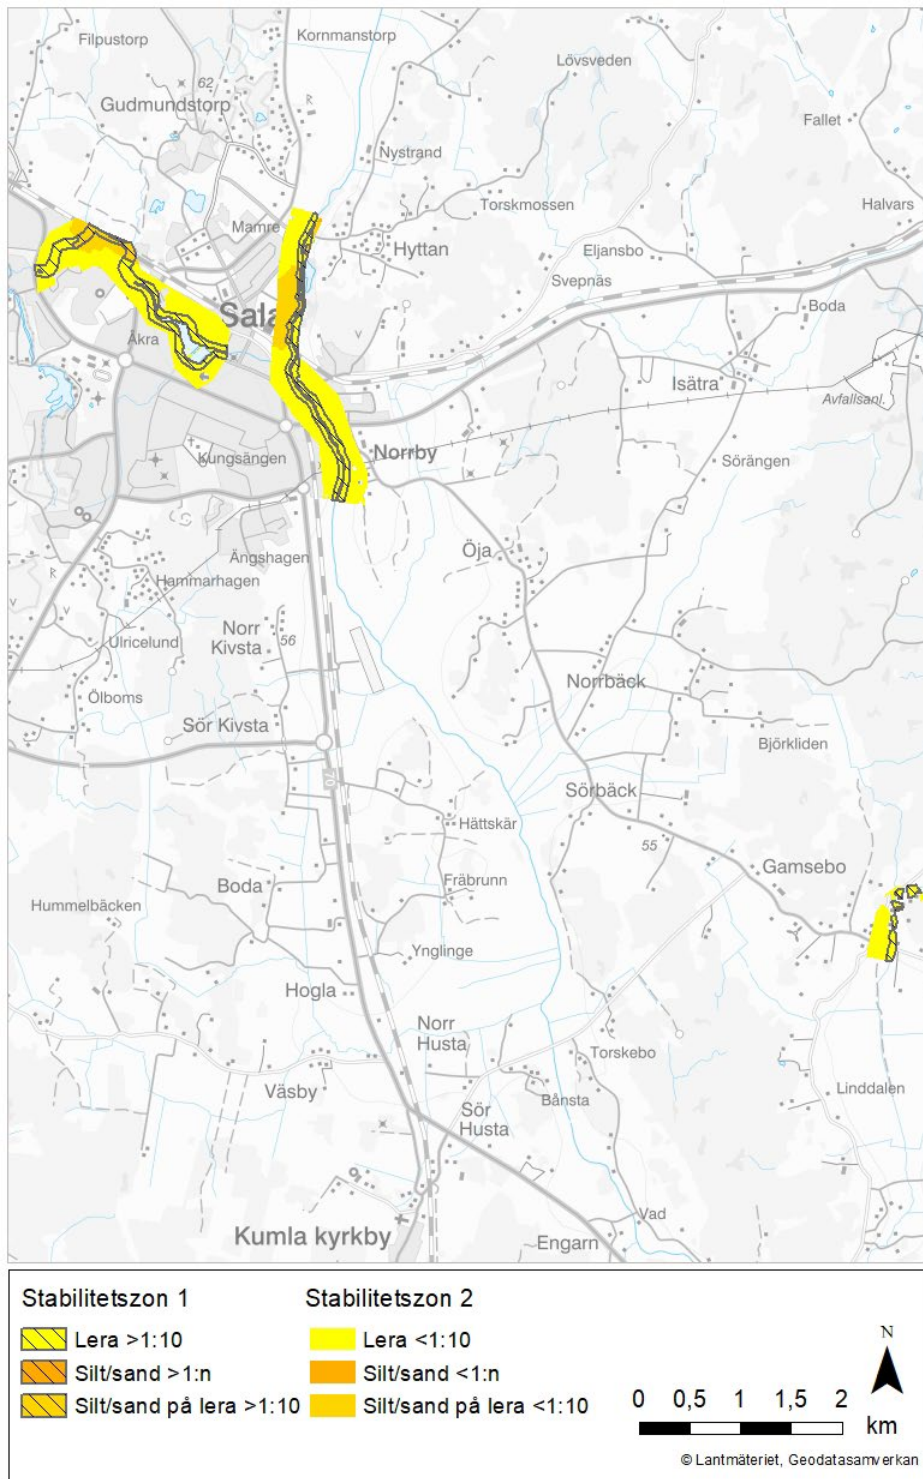 Filpustorp
Kornmanstorp
Lövsveden
62
Gudmundstorp
R
Fallet
Nystrand
Torskmossen
Halvars
Mamre
Hyttan
Eljansbo
Svepnäs
Boda
Sala
Åkra
Isätra
Avfallsanl.
Norrby
Kungsängen
Sörängen
Öja
Ängshagen
R
Hammarhagen
V
V
Norr
Kivsta
56
Ulricelund
Norrbäck
Ölboms
Sör Kivsta
Björkliden
70
Sörbäck
Hättskär
55
Gamsebo
Boda
Fräbrunn
Hummelbäcken
Ynglinge
Hogla
Norr
Husta
Torskebo
Väsby
Linddalen
Bånsta
Sör
Husta
Vad
Kumla kyrkby
Engarn
Stabilitetszon 1
Stabilitetszon 2
Lera >1:10
Lera <1:10
Silt/sand >1:n
Silt/sand <1:n
Silt/sand på lera >1:10
Silt/sand på lera <1:10
N
0 0,5 1 1,5 2
km
© Lantmäteriet, Geodatasamverkan